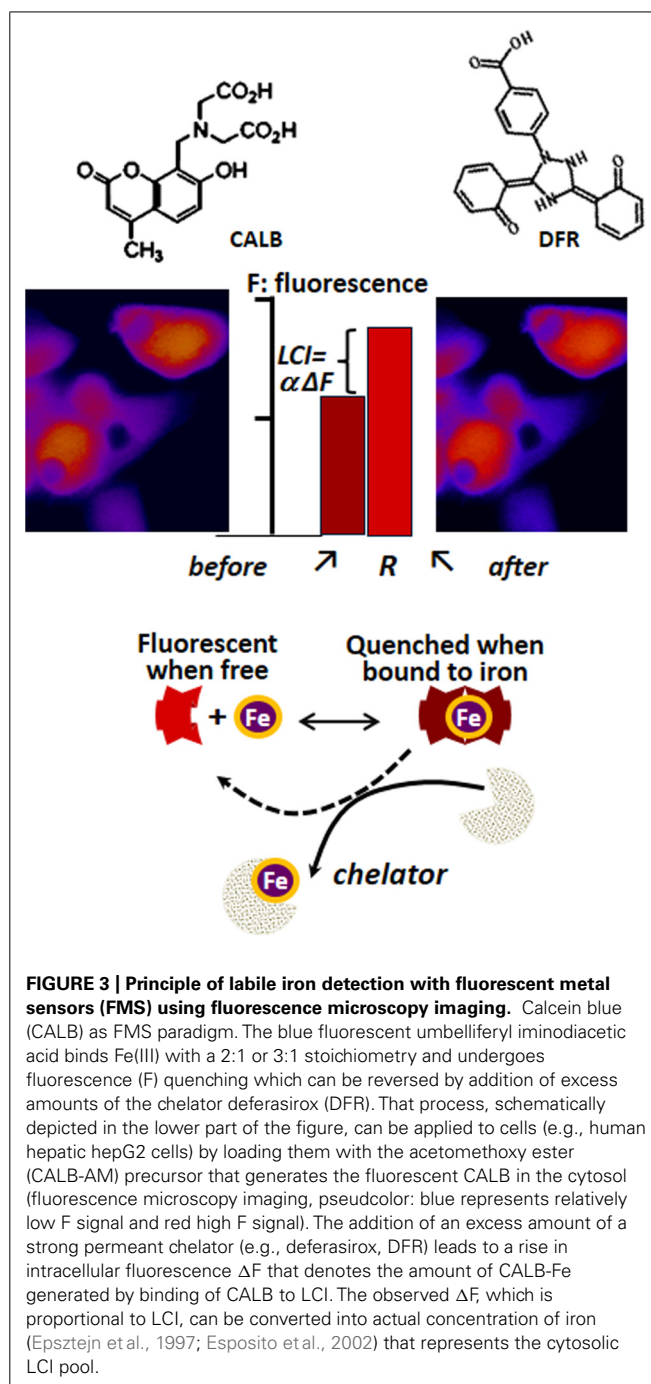 CO₂H
N
CO₂H
O
O
OH
CH₃
CALB
OH
O
N
NH
HN
O
O
DFR
F: fluorescence
LCI=
αΔF
before
R
after
Fluorescent
when free
Quenched when
bound to iron
+
Fe
Fe
Fe
chelator
FIGURE 3 | Principle of labile iron detection with fluorescent metal
sensors (FMS) using fluorescence microscopy imaging. Calcein blue
(CALB) as FMS paradigm. The blue fluorescent umbelliferyl iminodiacetic
acid binds Fe(III) with a 2:1 or 3:1 stoichiometry and undergoes
fluorescence (F) quenching which can be reversed by addition of excess
amounts of the chelator deferasirox (DFR). That process, schematically
depicted in the lower part of the figure, can be applied to cells (e.g., human
hepatic hepG2 cells) by loading them with the acetomethoxy ester
(CALB-AM) precursor that generates the fluorescent CALB in the cytosol
(fluorescence microscopy imaging, pseudcolor: blue represents relatively
low F signal and red high F signal). The addition of an excess amount of a
strong permeant chelator (e.g., deferasirox, DFR) leads to a rise in
intracellular fluorescence ΔF that denotes the amount of CALB-Fe
generated by binding of CALB to LCI. The observed ΔF, which is
proportional to LCI, can be converted into actual concentration of iron
(Epsztejn et al., 1997; Esposito et al., 2002) that represents the cytosolic
LCI pool.